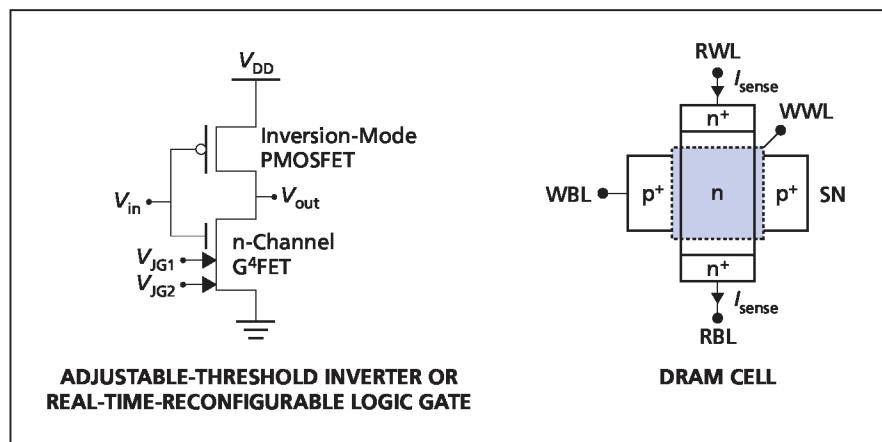 V_DD
Inversion-Mode
PMOSFET
V_in
V_out
n-Channel
G⁴FET
V_JG1
V_JG2
ADJUSTABLE-THRESHOLD INVERTER OR
REAL-TIME-RECONFIGURABLE LOGIC GATE
RWL
I_sense
n⁺
WWL
WBL
p⁺
n
p⁺
SN
n⁺
I_sense
RBL
DRAM CELL